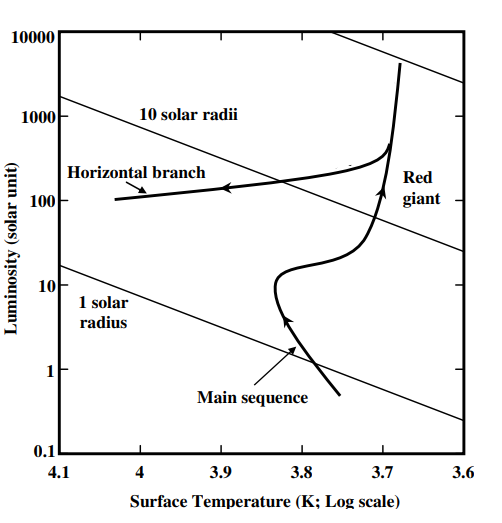 10000
1000
100
10
1
0.1
Luminosity (solar unit)
10 solar radii
Horizontal branch
Red
giant
1 solar
radius
Main sequence
4.1 4 3.9 3.8 3.7 3.6
Surface Temperature (K; Log scale)